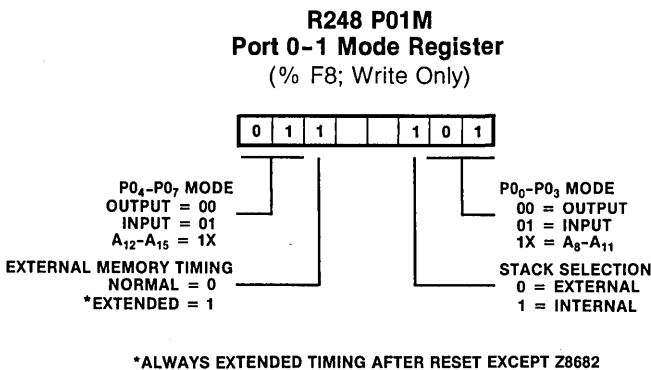 R248 P01M
Port 0-1 Mode Register
(% F8; Write Only)
0 1 1 1 0 1
P0₄-P0₇ MODE
OUTPUT = 00
INPUT = 01
A₁₂-A₁₅ = 1X
EXTERNAL MEMORY TIMING
NORMAL = 0
*EXTENDED = 1
P0₀-P0₃ MODE
00 = OUTPUT
01 = INPUT
1X = A₈-A₁₁
STACK SELECTION
0 = EXTERNAL
1 = INTERNAL
*ALWAYS EXTENDED TIMING AFTER RESET EXCEPT Z8682